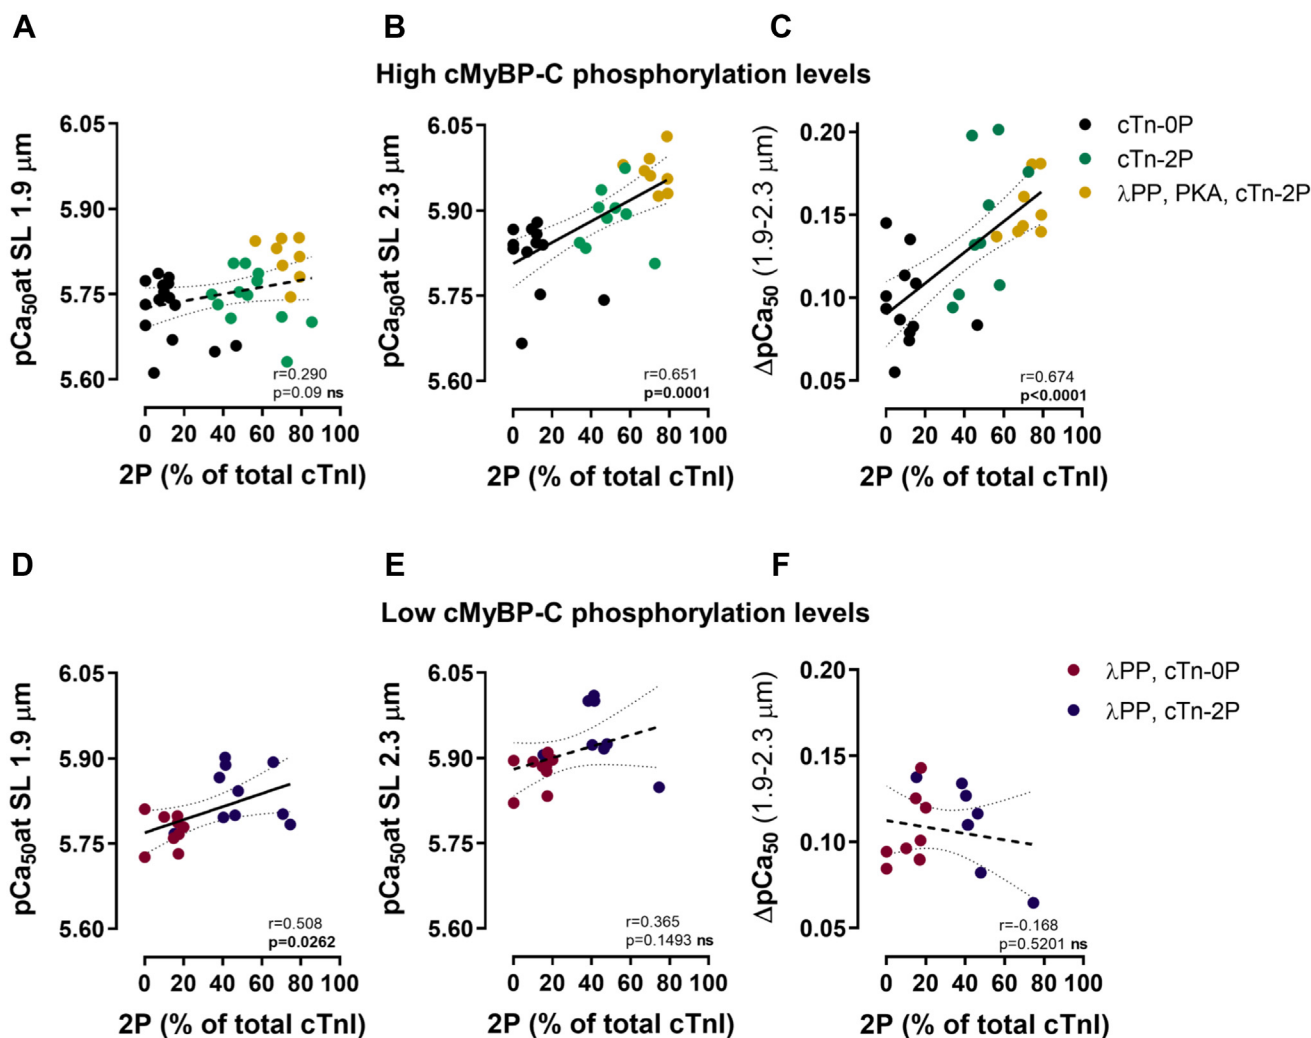 A
B
C
High cMyBP-C phosphorylation levels
pCa50at SL 1.9 μm
6.05
5.90
5.75
5.60
r=0.290
p=0.09 ns
0 20 40 60 80 100
2P (% of total cTnI)
pCa50at SL 2.3 μm
6.05
5.90
5.75
5.60
r=0.651
p=0.0001
0 20 40 60 80 100
2P (% of total cTnI)
ΔpCa50 (1.9-2.3 μm)
0.20
0.15
0.10
0.05
r=0.674
p<0.0001
0 20 40 60 80 100
2P (% of total cTnI)
cTn-0P
cTn-2P
λPP, PKA, cTn-2P
D
E
F
Low cMyBP-C phosphorylation levels
pCa50at SL 1.9 μm
6.05
5.90
5.75
5.60
r=0.508
p=0.0262
0 20 40 60 80 100
2P (% of total cTnI)
pCa50at SL 2.3 μm
6.05
5.90
5.75
5.60
r=0.365
p=0.1493 ns
0 20 40 60 80 100
2P (% of total cTnI)
ΔpCa50 (1.9-2.3 μm)
0.20
0.15
0.10
0.05
r=-0.168
p=0.5201 ns
0 20 40 60 80 100
2P (% of total cTnI)
λPP, cTn-0P
λPP, cTn-2P